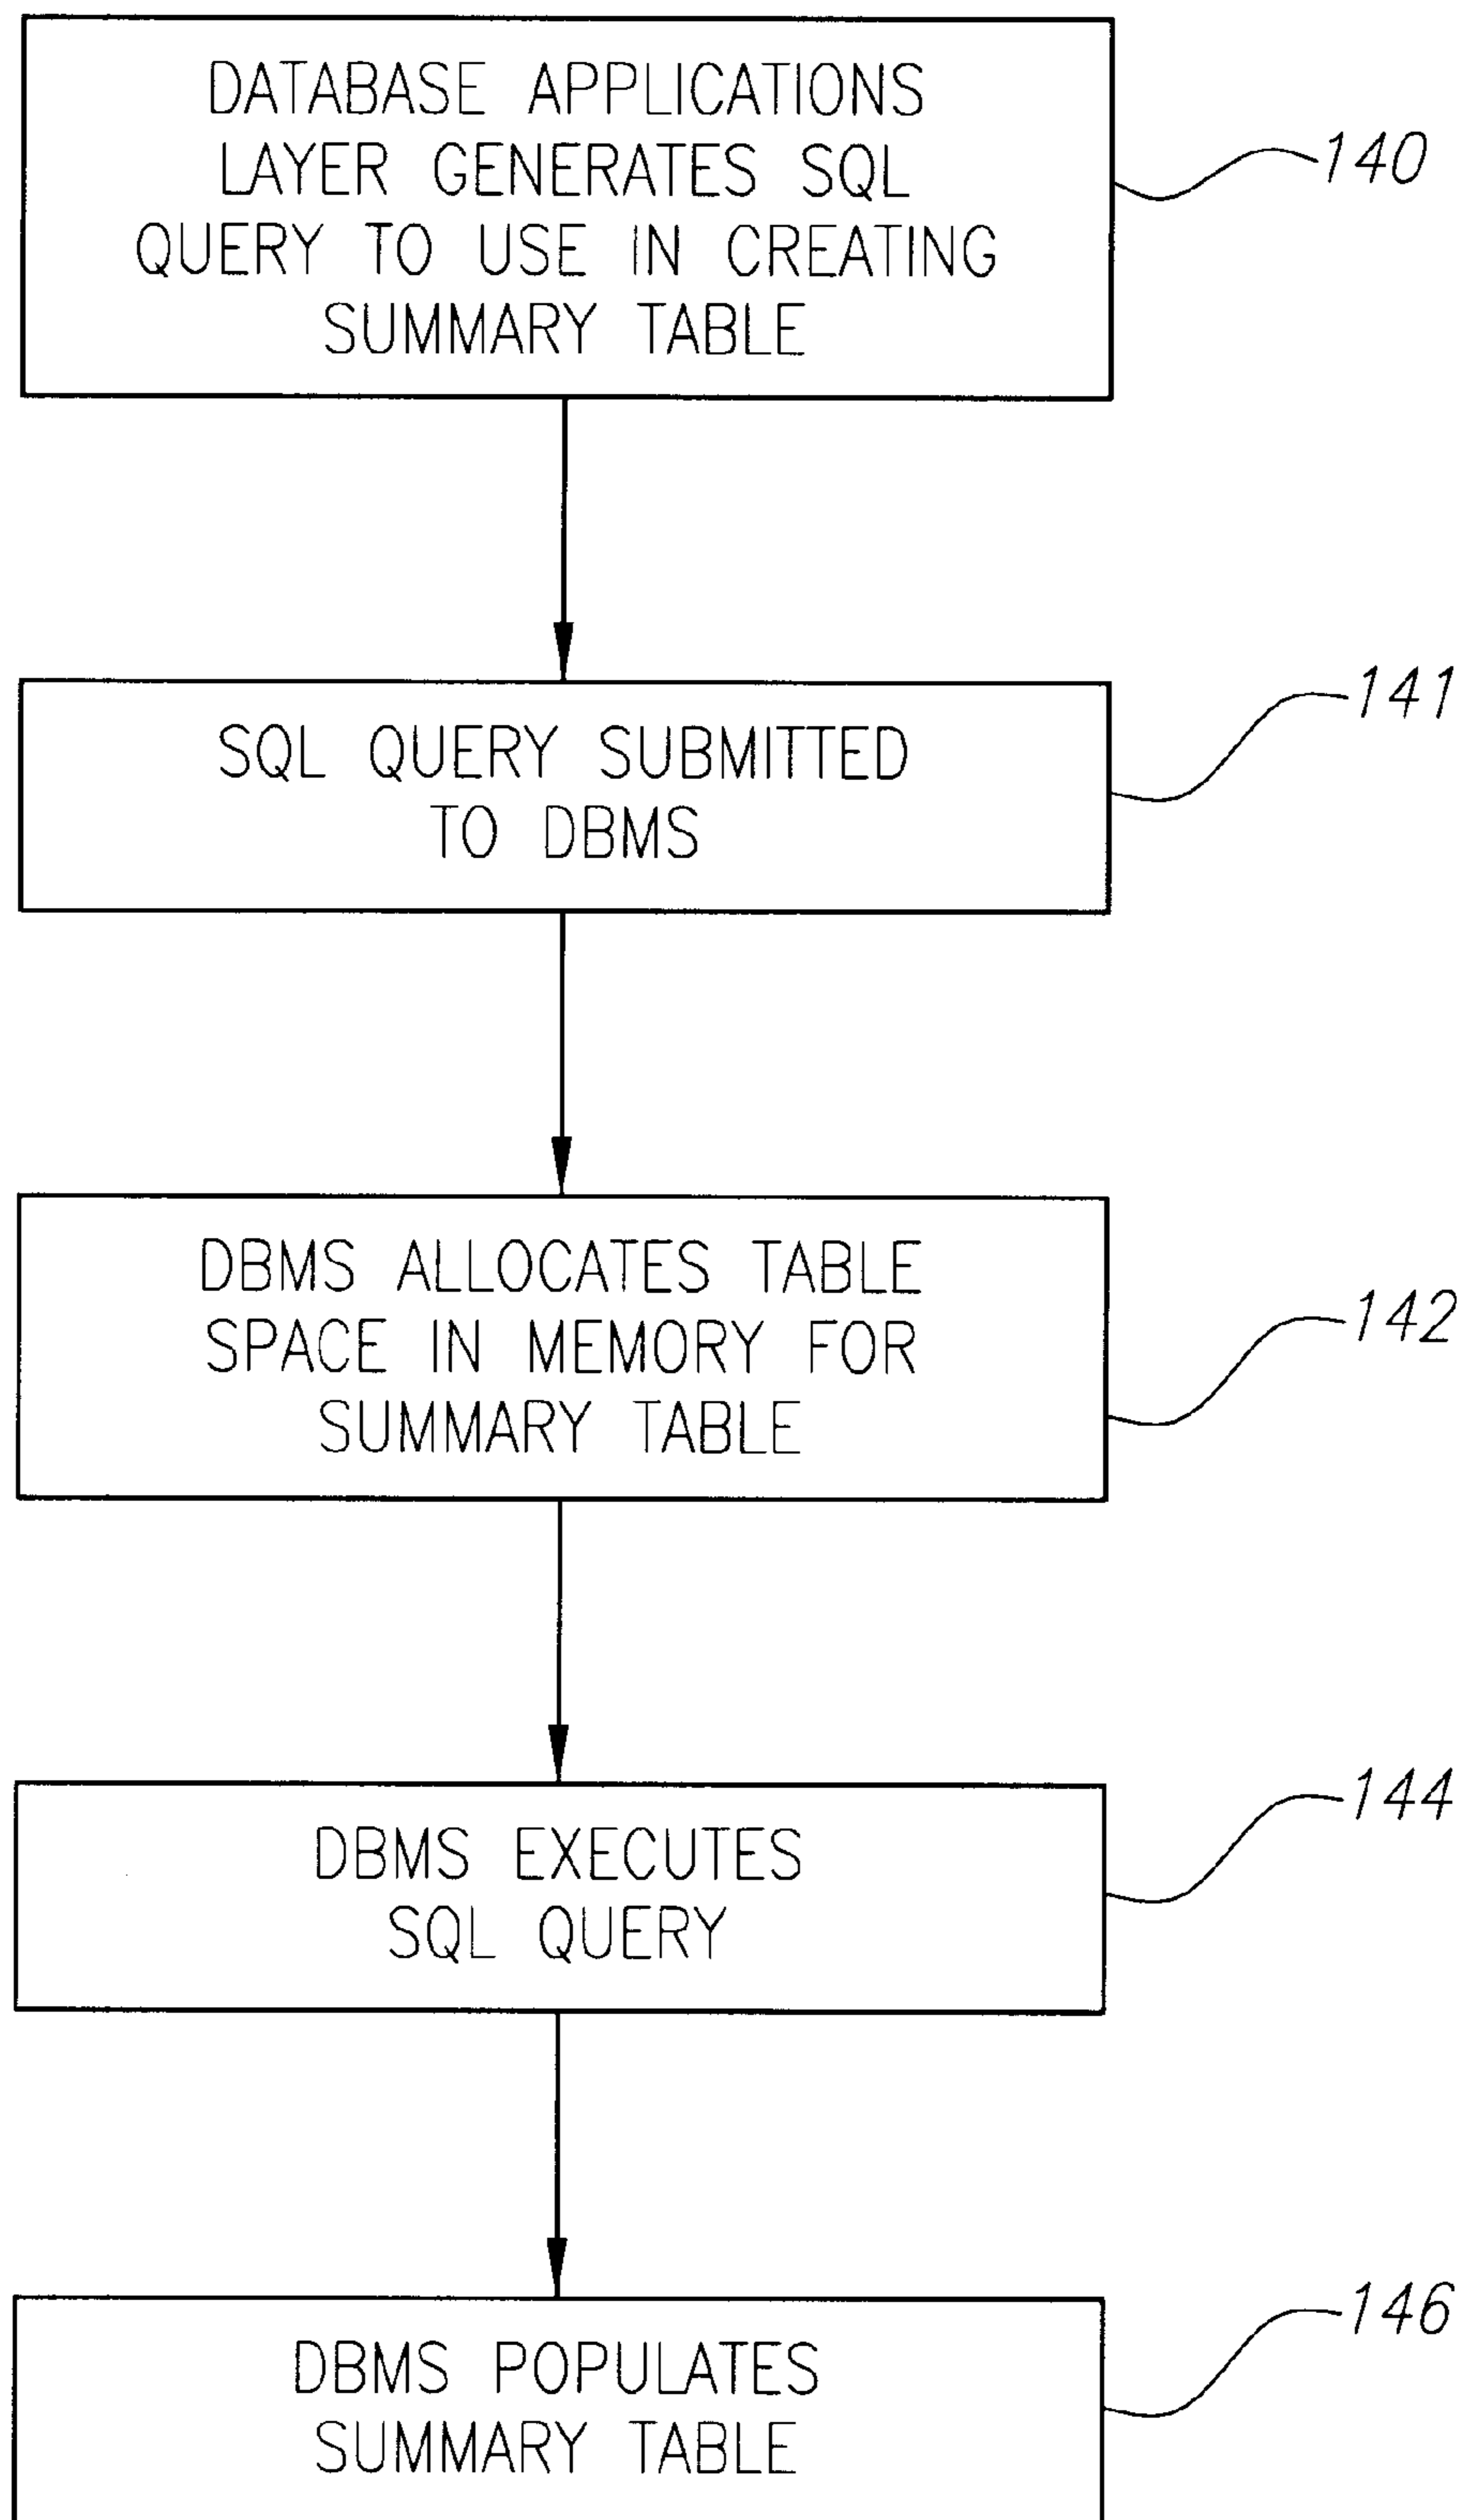 DATABASE APPLICATIONS
LAYER GENERATES SQL
QUERY TO USE IN CREATING
SUMMARY TABLE
140
SQL QUERY SUBMITTED
TO DBMS
141
DBMS ALLOCATES TABLE
SPACE IN MEMORY FOR
SUMMARY TABLE
142
DBMS EXECUTES
SQL QUERY
144
DBMS POPULATES
SUMMARY TABLE
146